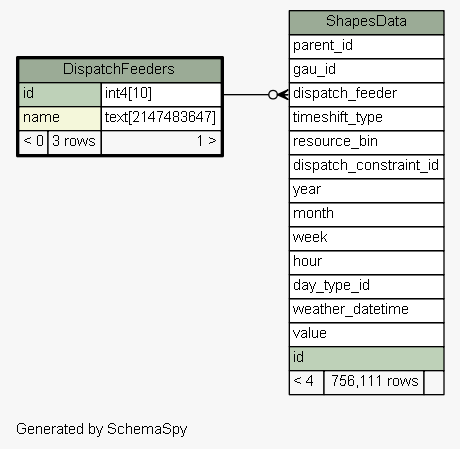 DispatchFeeders
id int4[10]
name text[2147483647]
< 0 3 rows 1 >
ShapesData
parent_id
gau_id
dispatch_feeder
timeshift_type
resource_bin
dispatch_constraint_id
year
month
week
hour
day_type_id
weather_datetime
value
id
< 4 756,111 rows
Generated by SchemaSpy